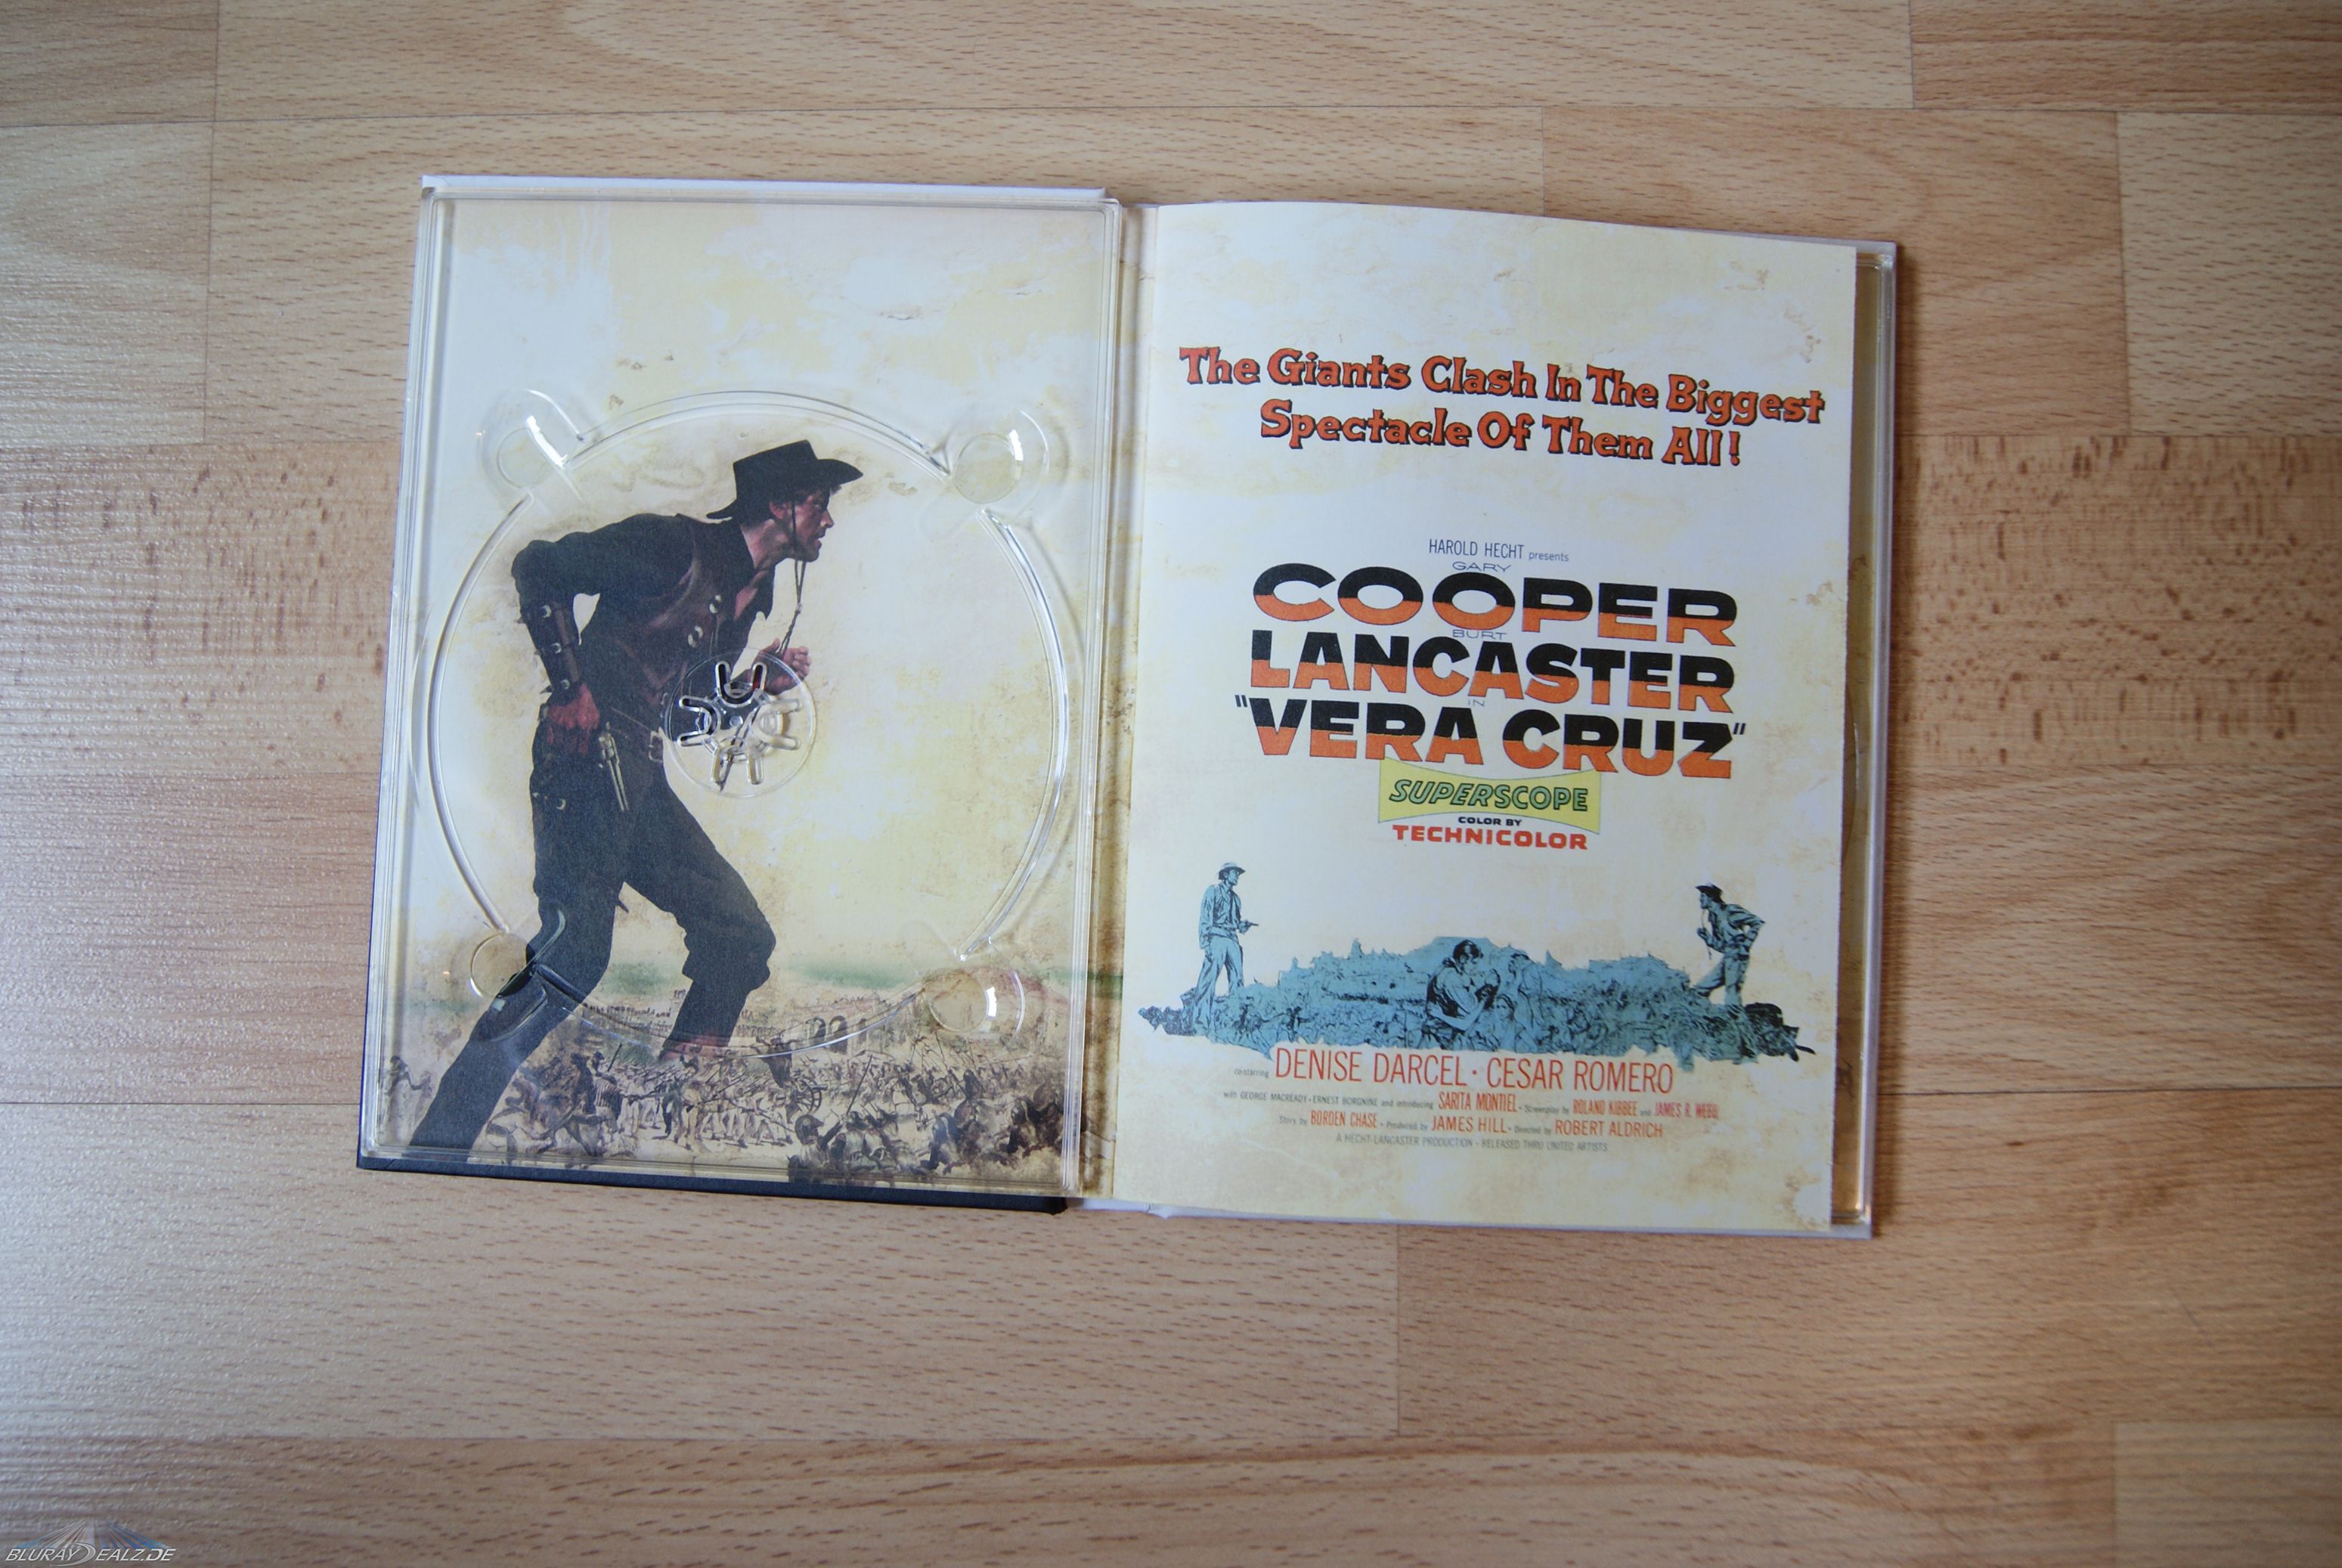 The Giants Clash In The Biggest
Spectacle Of Them All!
HAROLD HECHT presents
GARY
COOPER
BURT
LANCASTER
IN
"VERA CRUZ"
SUPERSCOPE
COLOR BY
TECHNICOLOR
co-starring DENISE DARCEL · CESAR ROMERO
with GEORGE MACREADY · ERNEST BORGNINE and introducing SARITA MONTIEL · Screenplay by ROLAND KIBBEE and JAMES R. WEBB
Story by BORDEN CHASE · Produced by JAMES HILL · Directed by ROBERT ALDRICH
A HECHT-LANCASTER PRODUCTION · RELEASED THRU UNITED ARTISTS
BLURAYDEALZ.DE